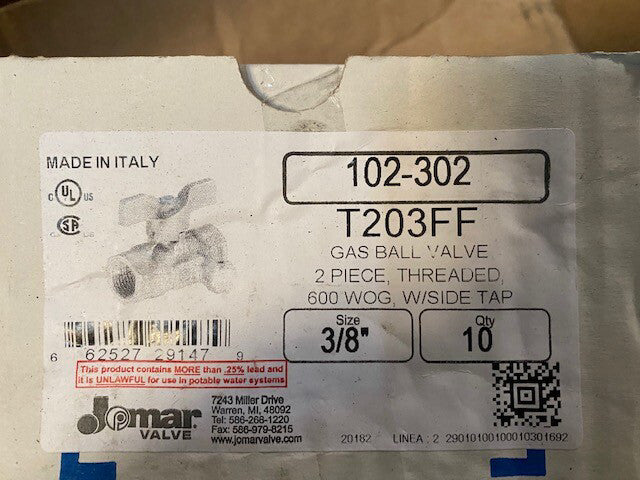 MADE IN ITALY
102-302
C UL US
SA
T203FF
GAS BALL VALVE
2 PIECE, THREADED,
600 WOG, W/SIDE TAP
Size
3/8"
Qty
10
6 62527 29147 9
This product contains MORE than .25% lead and
it is UNLAWFUL for use in potable water systems
Jomar
VALVE
7243 Miller Drive
Warren, MI, 48092
Tel: 586-268-1220
Fax: 586-979-8215
www.jomarvalve.com
20182 LINEA : 2 29010100100010301692